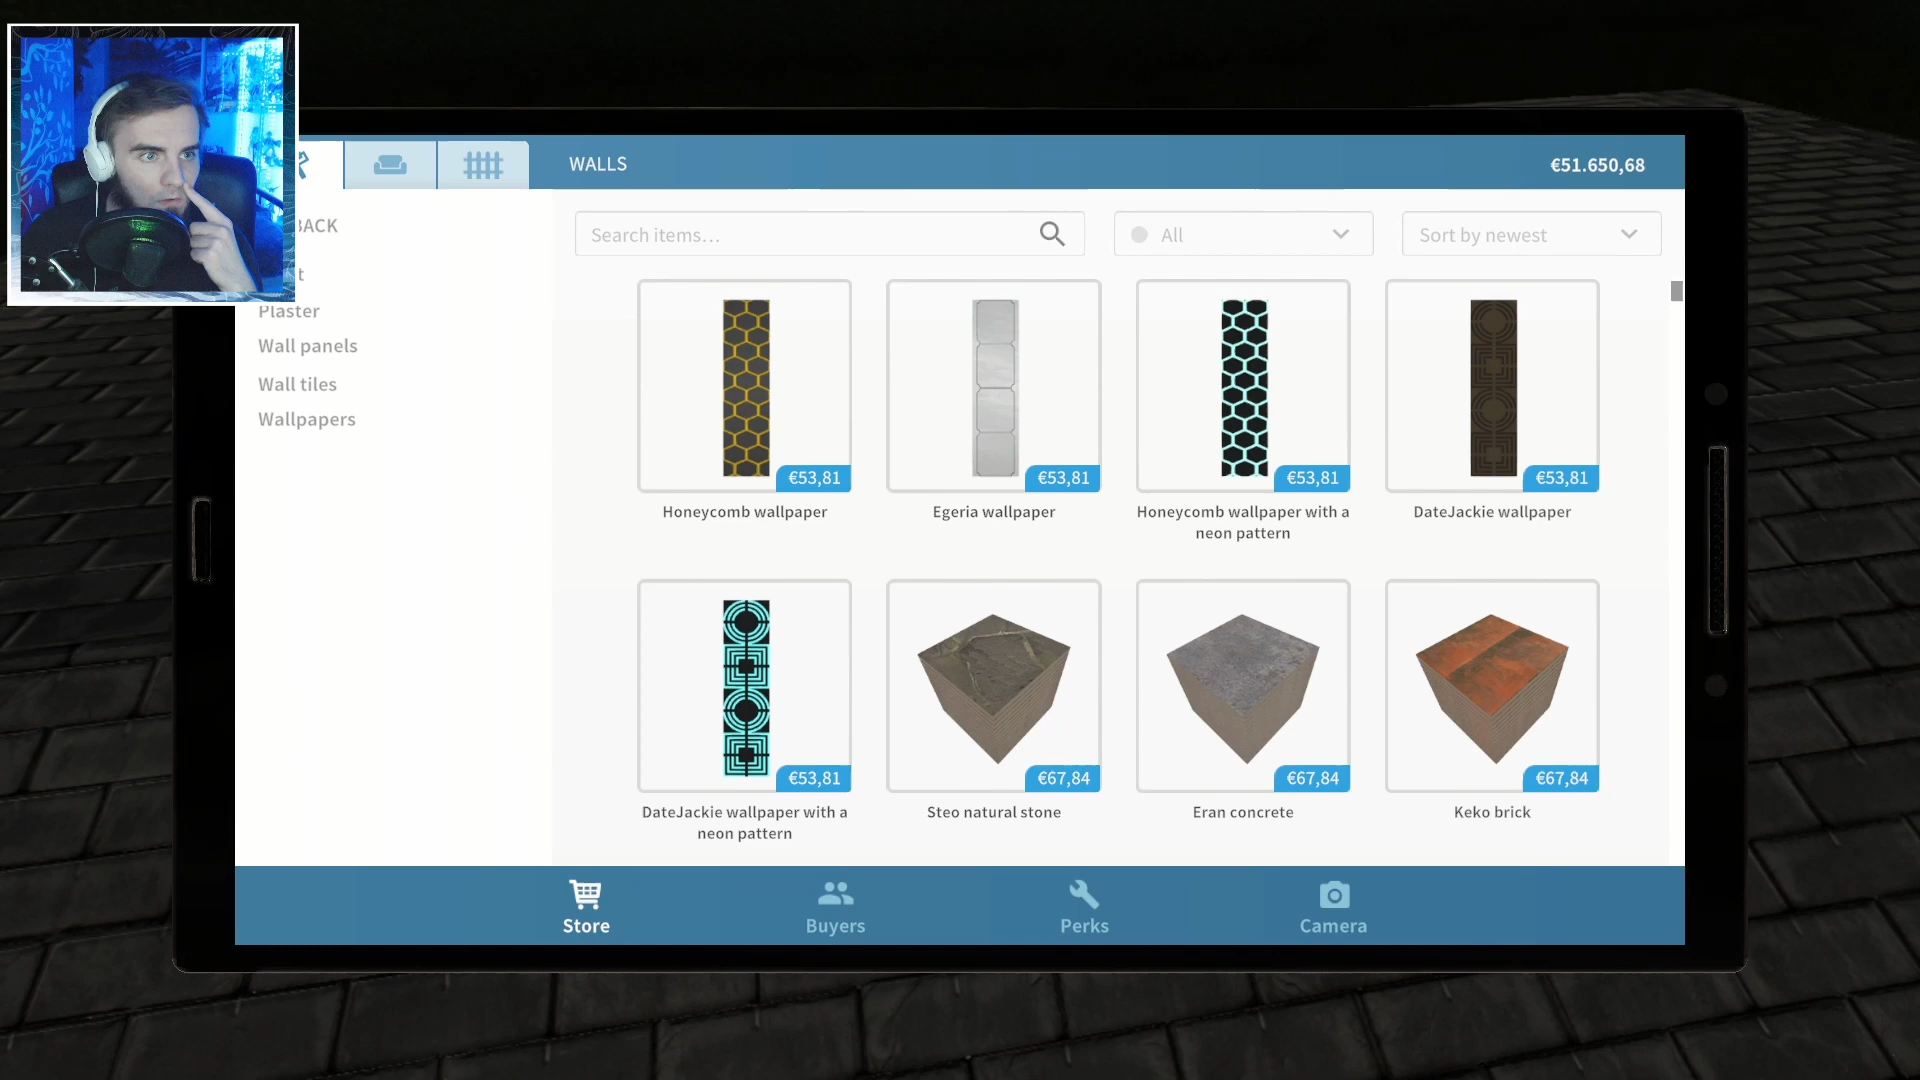 WALLS
€51.650,68
BACK
t
Plaster
Wall panels
Wall tiles
Wallpapers
Search items...
All
Sort by newest
€53,81
€53,81
€53,81
€53,81
Honeycomb wallpaper
Egeria wallpaper
Honeycomb wallpaper with a
neon pattern
DateJackie wallpaper
€53,81
€67,84
€67,84
€67,84
DateJackie wallpaper with a
neon pattern
Steo natural stone
Eran concrete
Keko brick
Store
Buyers
Perks
Camera